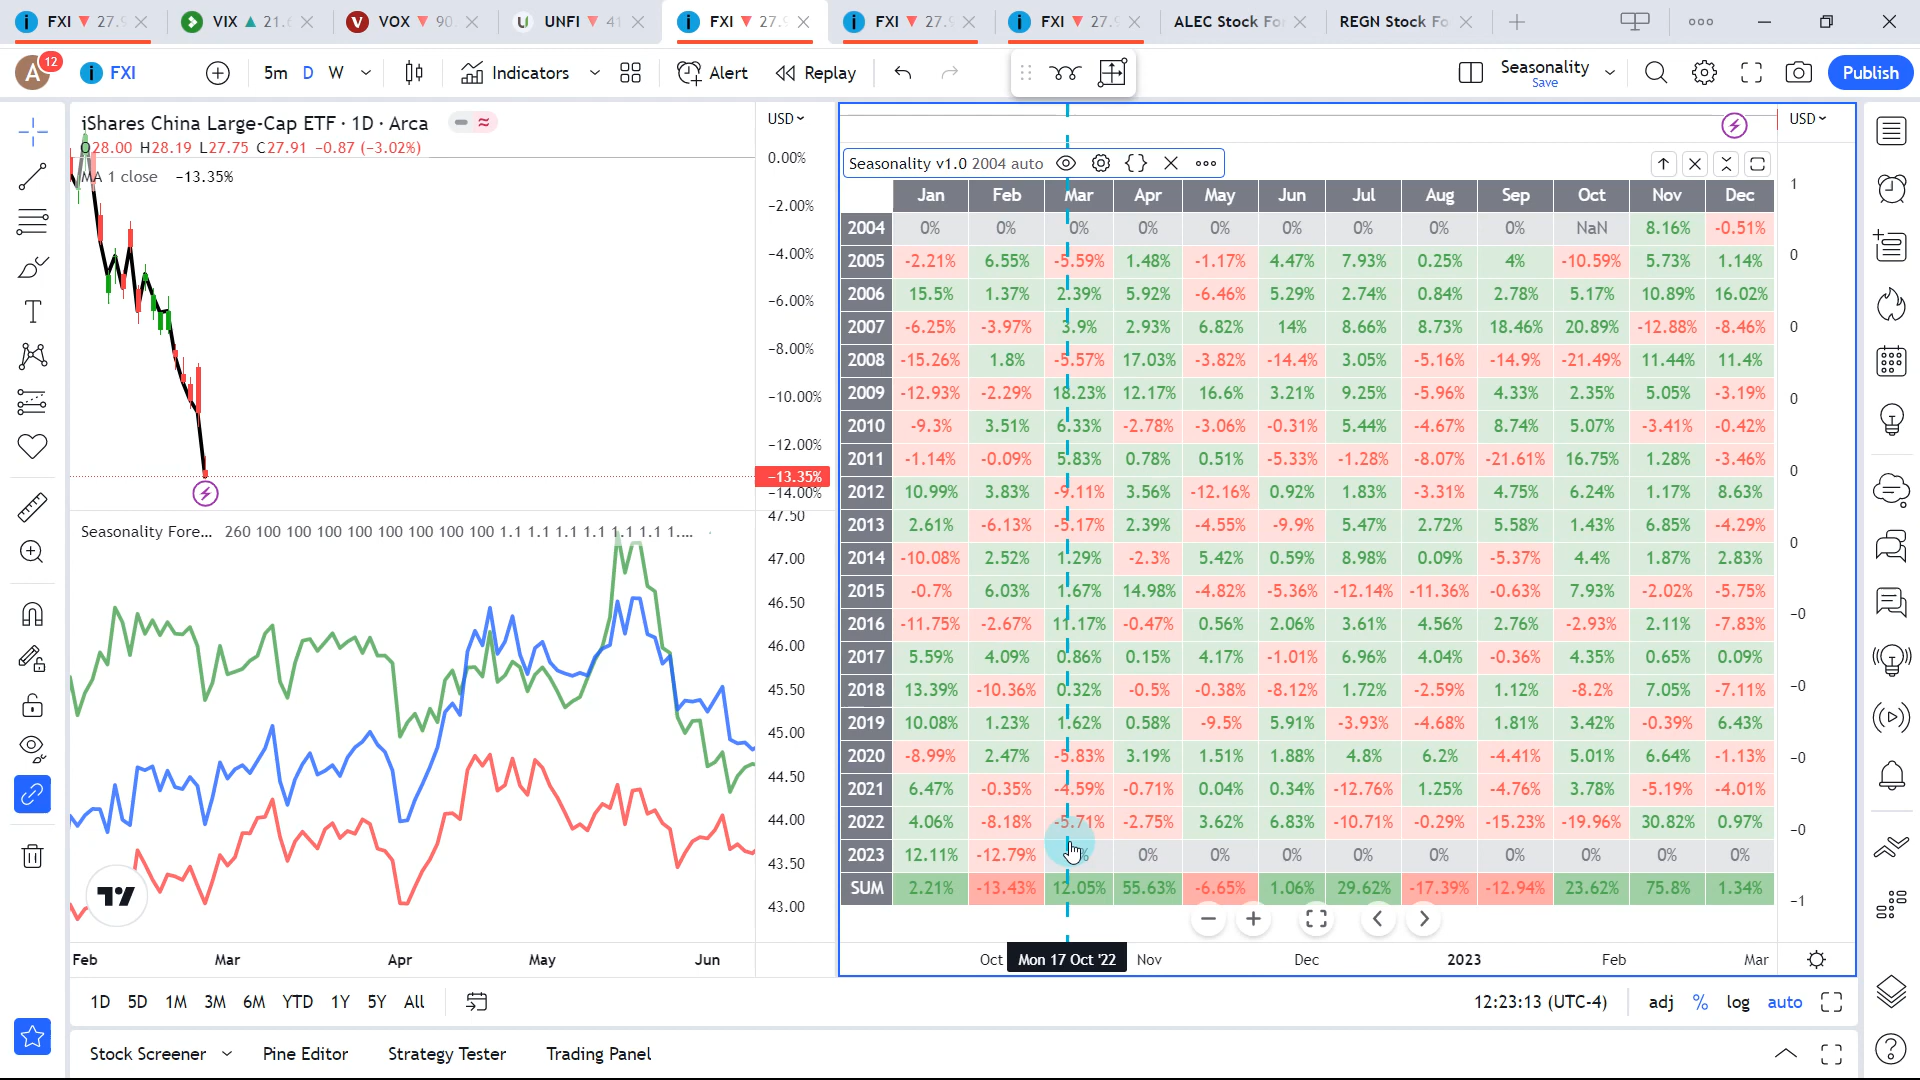 FXI ▼ 27.9
VIX ▲ 21.
VOX ▼ 90.
UNFI ▼ 41
FXI ▼ 27.9
FXI ▼ 27.9
FXI ▼ 27.
ALEC Stock Fo
REGN Stock Fo
A 12 FXI 5m D W Indicators Alert Replay Seasonality Save Publish
iShares China Large-Cap ETF · 1D · Arca USD
O28.00 H28.19 L27.75 C27.91 −0.87 (−3.02%)
MA 1 close −13.35%
0.00%
−2.00%
−4.00%
−6.00%
−8.00%
−10.00%
−12.00%
−13.35%
−14.00%
Seasonality Fore... 260 100 100 100 100 100 100 100 100 1.1 1.1 1.1 1.1 1.1 1.1 1....
47.50
47.00
46.50
46.00
45.50
45.00
44.50
44.00
43.50
43.00
Feb Mar Apr May Jun
USD
Seasonality v1.0 2004 auto
Jan Feb Mar Apr May Jun Jul Aug Sep Oct Nov Dec
2004 0% 0% 0% 0% 0% 0% 0% 0% 0% NaN 8.16% -0.51%
2005 -2.21% 6.55% -5.59% 1.48% -1.17% 4.47% 7.93% 0.25% 4% -10.59% 5.73% 1.14%
2006 15.5% 1.37% 2.39% 5.92% -6.46% 5.29% 2.74% 0.84% 2.78% 5.17% 10.89% 16.02%
2007 -6.25% -3.97% 3.9% 2.93% 6.82% 14% 8.66% 8.73% 18.46% 20.89% -12.88% -8.46%
2008 -15.26% 1.8% -5.57% 17.03% -3.82% -14.4% 3.05% -5.16% -14.9% -21.49% 11.44% 11.4%
2009 -12.93% -2.29% 18.23% 12.17% 16.6% 3.21% 9.25% -5.96% 4.33% 2.35% 5.05% -3.19%
2010 -9.3% 3.51% 6.33% -2.78% -3.06% -0.31% 5.44% -4.67% 8.74% 5.07% -3.41% -0.42%
2011 -1.14% -0.09% 5.83% 0.78% 0.51% -5.33% -1.28% -8.07% -21.61% 16.75% 1.28% -3.46%
2012 10.99% 3.83% -9.11% 3.56% -12.16% 0.92% 1.83% -3.31% 4.75% 6.24% 1.17% 8.63%
2013 2.61% -6.13% -5.17% 2.39% -4.55% -9.9% 5.47% 2.72% 5.58% 1.43% 6.85% -4.29%
2014 -10.08% 2.52% 1.29% -2.3% 5.42% 0.59% 8.98% 0.09% -5.37% 4.4% 1.87% 2.83%
2015 -0.7% 6.03% 1.67% 14.98% -4.82% -5.36% -12.14% -11.36% -0.63% 7.93% -2.02% -5.75%
2016 -11.75% -2.67% 11.17% -0.47% 0.56% 2.06% 3.61% 4.56% 2.76% -2.93% 2.11% -7.83%
2017 5.59% 4.09% 0.86% 0.15% 4.17% -1.01% 6.96% 4.04% -0.36% 4.35% 0.65% 0.09%
2018 13.39% -10.36% 0.32% -0.5% -0.38% -8.12% 1.72% -2.59% 1.12% -8.2% 7.05% -7.11%
2019 10.08% 1.23% 1.62% 0.58% -9.5% 5.91% -3.93% -4.68% 1.81% 3.42% -0.39% 6.43%
2020 -8.99% 2.47% -5.83% 3.19% 1.51% 1.88% 4.8% 6.2% -4.41% 5.01% 6.64% -1.13%
2021 6.47% -0.35% -4.59% -0.71% 0.04% 0.34% -12.76% 1.25% -4.76% 3.78% -5.19% -4.01%
2022 4.06% -8.18% -5.71% -2.75% 3.62% 6.83% -10.71% -0.29% -15.23% -19.96% 30.82% 0.97%
2023 12.11% -12.79% % 0% 0% 0% 0% 0% 0% 0% 0% 0%
SUM 2.21% -13.43% 12.05% 55.63% -6.65% 1.06% 29.62% -17.39% -12.94% 23.62% 75.8% 1.34%
1
0
0
0
0
0
−0
−0
−0
−0
−1
Oct Mon 17 Oct '22 Nov Dec 2023 Feb Mar
1D 5D 1M 3M 6M YTD 1Y 5Y All 12:23:13 (UTC-4) adj % log auto
Stock Screener Pine Editor Strategy Tester Trading Panel